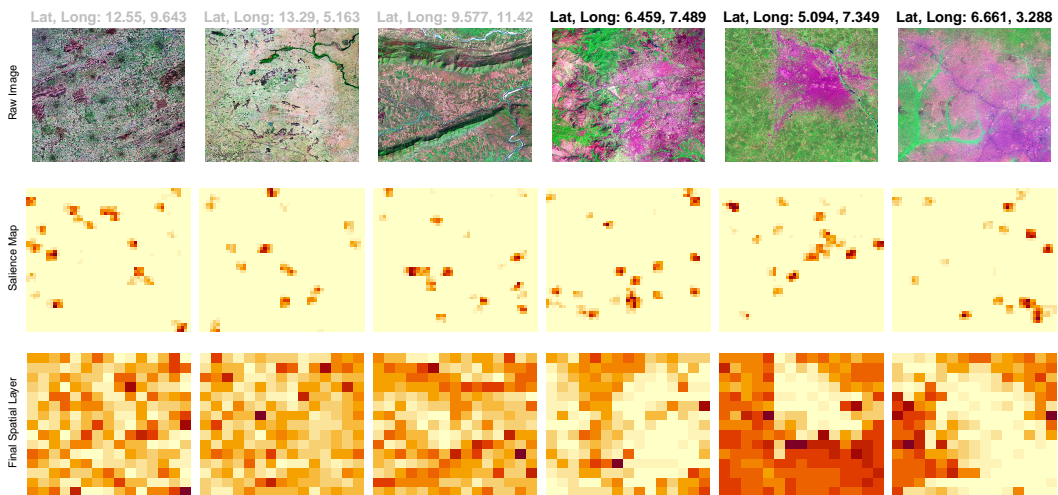 Lat, Long: 12.55, 9.643
Lat, Long: 13.29, 5.163
Lat, Long: 9.577, 11.42
Lat, Long: 6.459, 7.489
Lat, Long: 5.094, 7.349
Lat, Long: 6.661, 3.288
Raw Image
Salience Map
Final Spatial Layer